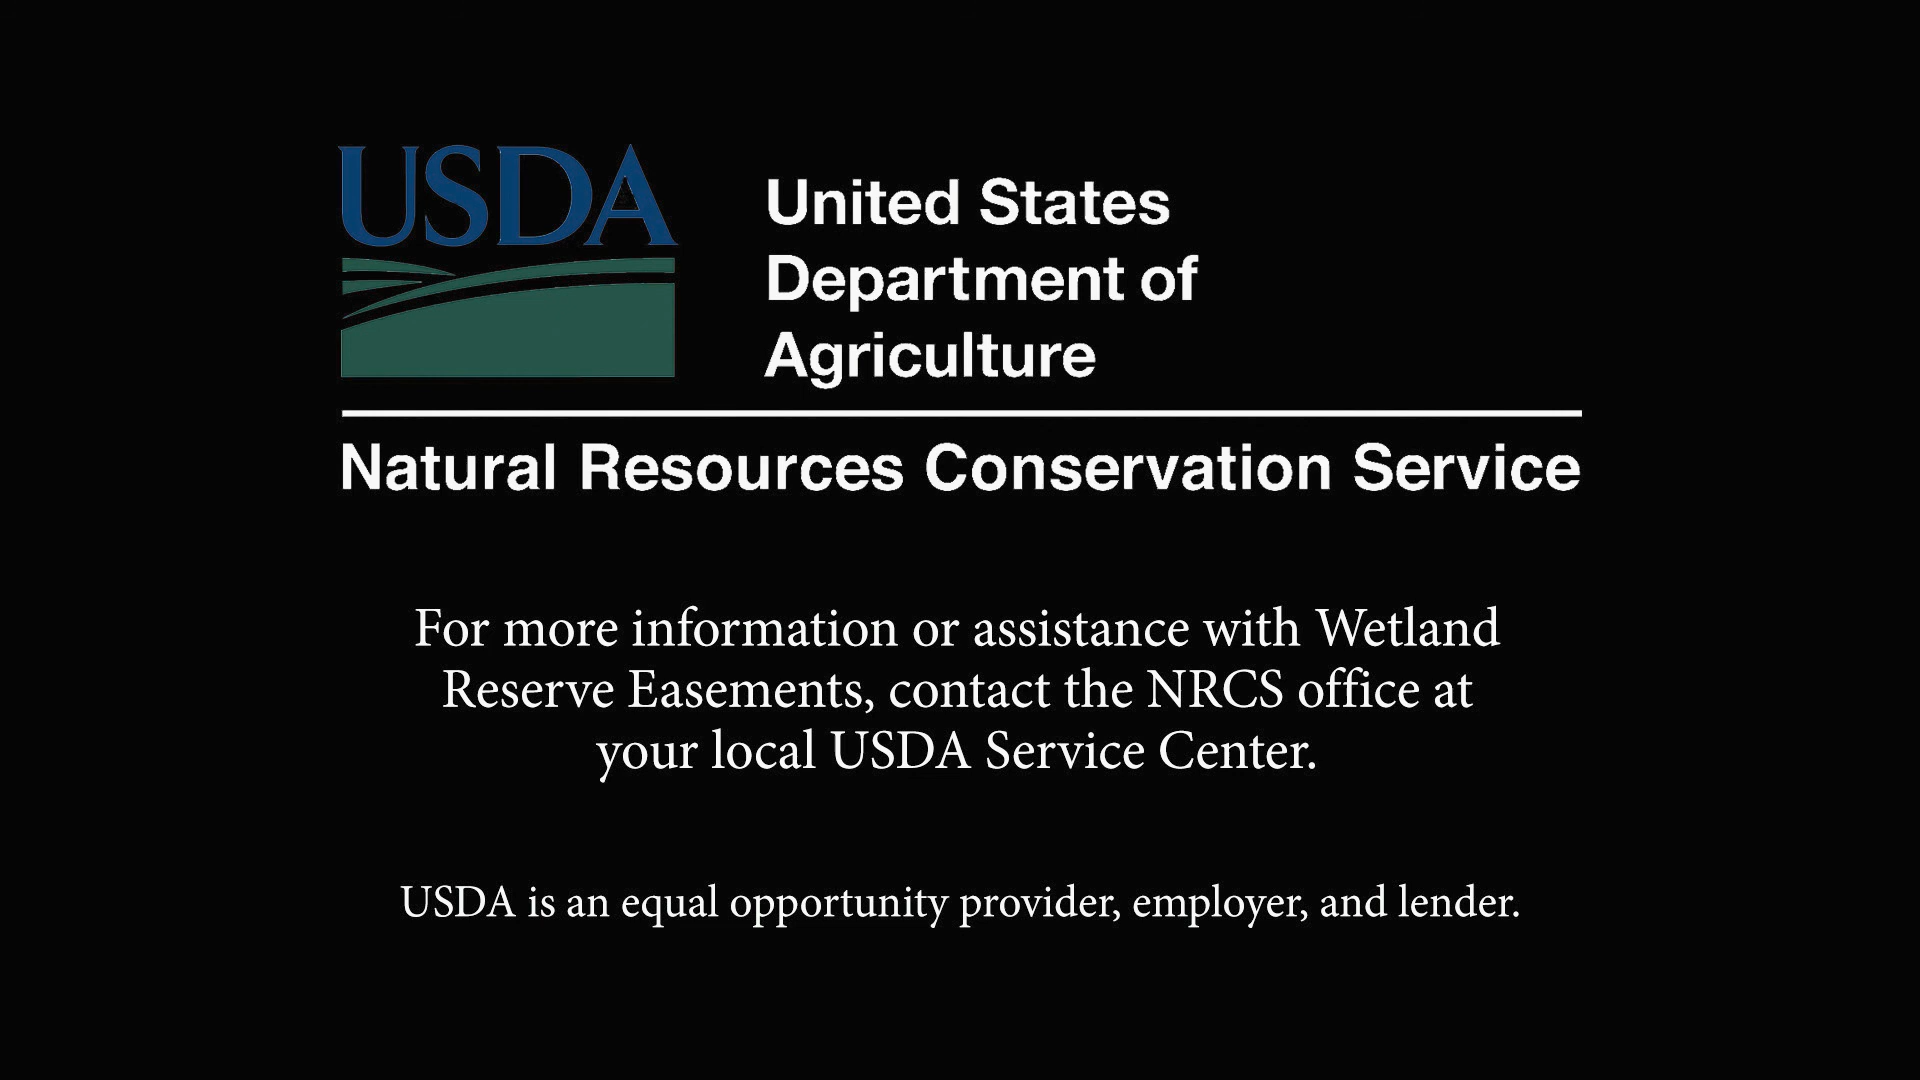 USDA
United States
Department of
Agriculture
Natural Resources Conservation Service
For more information or assistance with Wetland
Reserve Easements, contact the NRCS office at
your local USDA Service Center.
USDA is an equal opportunity provider, employer, and lender.